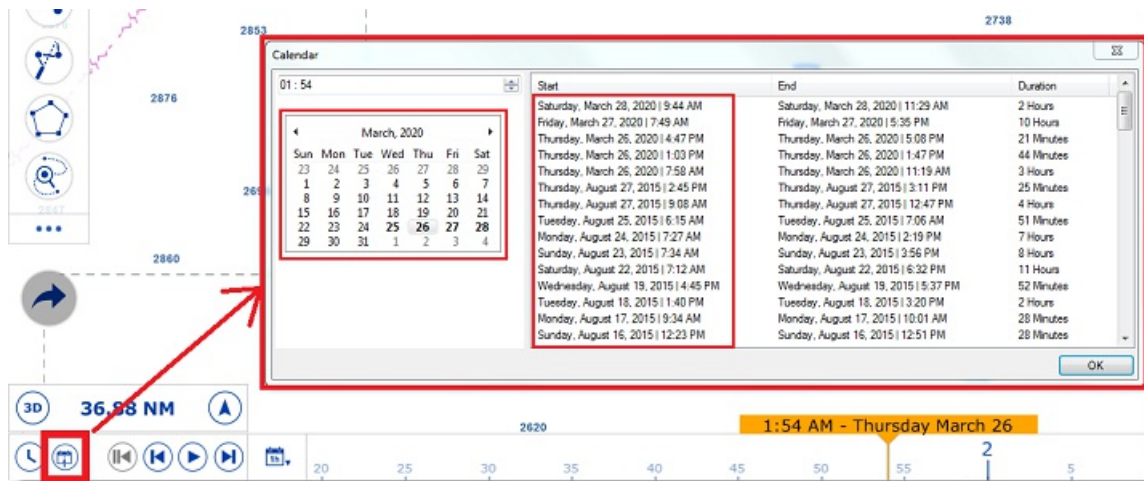 2738
2853
Calendar
01 : 54
Start End Duration
Saturday, March 28, 2020 | 9:44 AM Saturday, March 28, 2020 | 11:29 AM 2 Hours
Friday, March 27, 2020 | 7:49 AM Friday, March 27, 2020 | 5:35 PM 10 Hours
Thursday, March 26, 2020 | 4:47 PM Thursday, March 26, 2020 | 5:08 PM 21 Minutes
Thursday, March 26, 2020 | 1:03 PM Thursday, March 26, 2020 | 1:47 PM 44 Minutes
Thursday, March 26, 2020 | 7:58 AM Thursday, March 26, 2020 | 11:19 AM 3 Hours
Thursday, August 27, 2015 | 2:45 PM Thursday, August 27, 2015 | 3:11 PM 25 Minutes
Thursday, August 27, 2015 | 9:08 AM Thursday, August 27, 2015 | 12:47 PM 4 Hours
Tuesday, August 25, 2015 | 6:15 AM Tuesday, August 25, 2015 | 7:06 AM 51 Minutes
Monday, August 24, 2015 | 7:27 AM Monday, August 24, 2015 | 2:19 PM 7 Hours
Sunday, August 23, 2015 | 7:34 AM Sunday, August 23, 2015 | 3:56 PM 8 Hours
Saturday, August 22, 2015 | 7:12 AM Saturday, August 22, 2015 | 6:32 PM 11 Hours
Wednesday, August 19, 2015 | 4:45 PM Wednesday, August 19, 2015 | 5:37 PM 52 Minutes
Tuesday, August 18, 2015 | 1:40 PM Tuesday, August 18, 2015 | 3:20 PM 2 Hours
Monday, August 17, 2015 | 9:34 AM Monday, August 17, 2015 | 10:01 AM 28 Minutes
Sunday, August 16, 2015 | 12:23 PM Sunday, August 16, 2015 | 12:51 PM 28 Minutes
March, 2020
Sun Mon Tue Wed Thu Fri Sat
23 24 25 26 27 28 29
1 2 3 4 5 6 7
8 9 10 11 12 13 14
15 16 17 18 19 20 21
22 23 24 25 26 27 28
29 30 31 1 2 3 4
OK
2876
2847
2860
3D 36,88 NM
2620
1:54 AM - Thursday March 26
1h
20 25 30 35 40 45 50 55 2 5